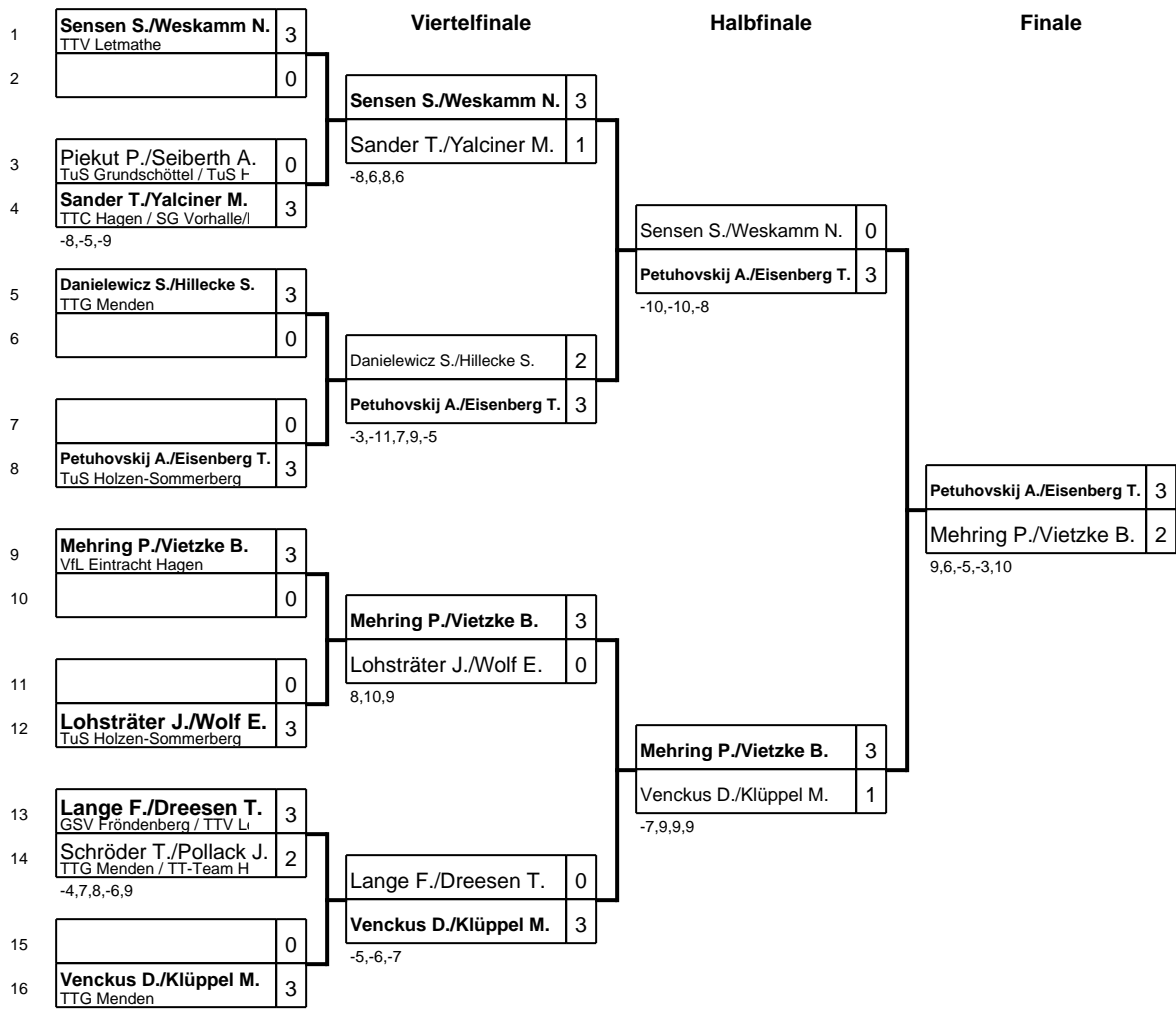 Viertelfinale
Halbfinale
Finale
1 Sensen S./Weskamm N. 3
TTV Letmathe
2 0
3 Piekut P./Seiberth A. 0
TuS Grundschöttel / TuS H
4 Sander T./Yalciner M. 3
TTC Hagen / SG Vorhalle/
-8,-5,-9
5 Danielewicz S./Hillecke S. 3
TTG Menden
6 0
7 0
8 Petuhovskij A./Eisenberg T. 3
TuS Holzen-Sommerberg
9 Mehring P./Vietzke B. 3
VfL Eintracht Hagen
10 0
11 0
12 Lohsträter J./Wolf E. 3
TuS Holzen-Sommerberg
13 Lange F./Dreesen T. 3
GSV Fröndenberg / TTV Le
14 Schröder T./Pollack J. 2
TTG Menden / TT-Team H
-4,7,8,-6,9
15 0
16 Venckus D./Klüppel M. 3
TTG Menden
Sensen S./Weskamm N. 3
Sander T./Yalciner M. 1
-8,6,8,6
Danielewicz S./Hillecke S. 2
Petuhovskij A./Eisenberg T. 3
-3,-11,7,9,-5
Mehring P./Vietzke B. 3
Lohsträter J./Wolf E. 0
8,10,9
Lange F./Dreesen T. 0
Venckus D./Klüppel M. 3
-5,-6,-7
Sensen S./Weskamm N. 0
Petuhovskij A./Eisenberg T. 3
-10,-10,-8
Mehring P./Vietzke B. 3
Venckus D./Klüppel M. 1
-7,9,9,9
Petuhovskij A./Eisenberg T. 3
Mehring P./Vietzke B. 2
9,6,-5,-3,10